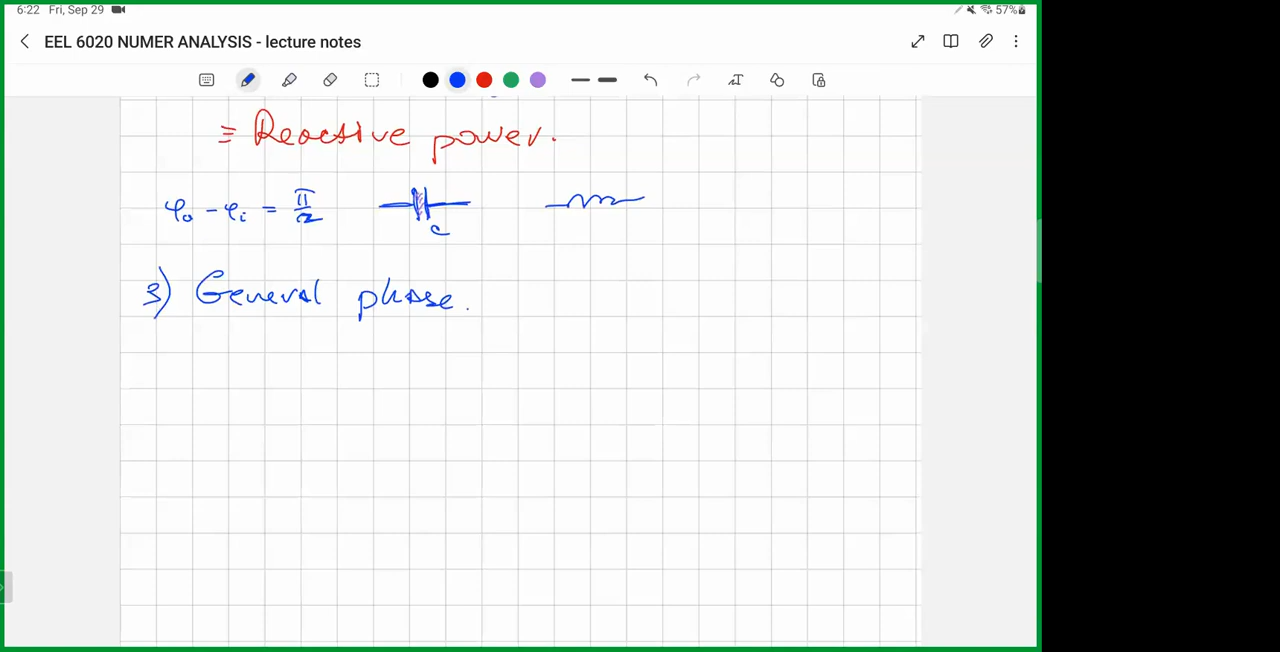 6:22 Fri, Sep 29 57%
EEL 6020 NUMER ANALYSIS - lecture notes
≡ Reactive power.
φ₀ - φᵢ = π/2 C
3) General phase.